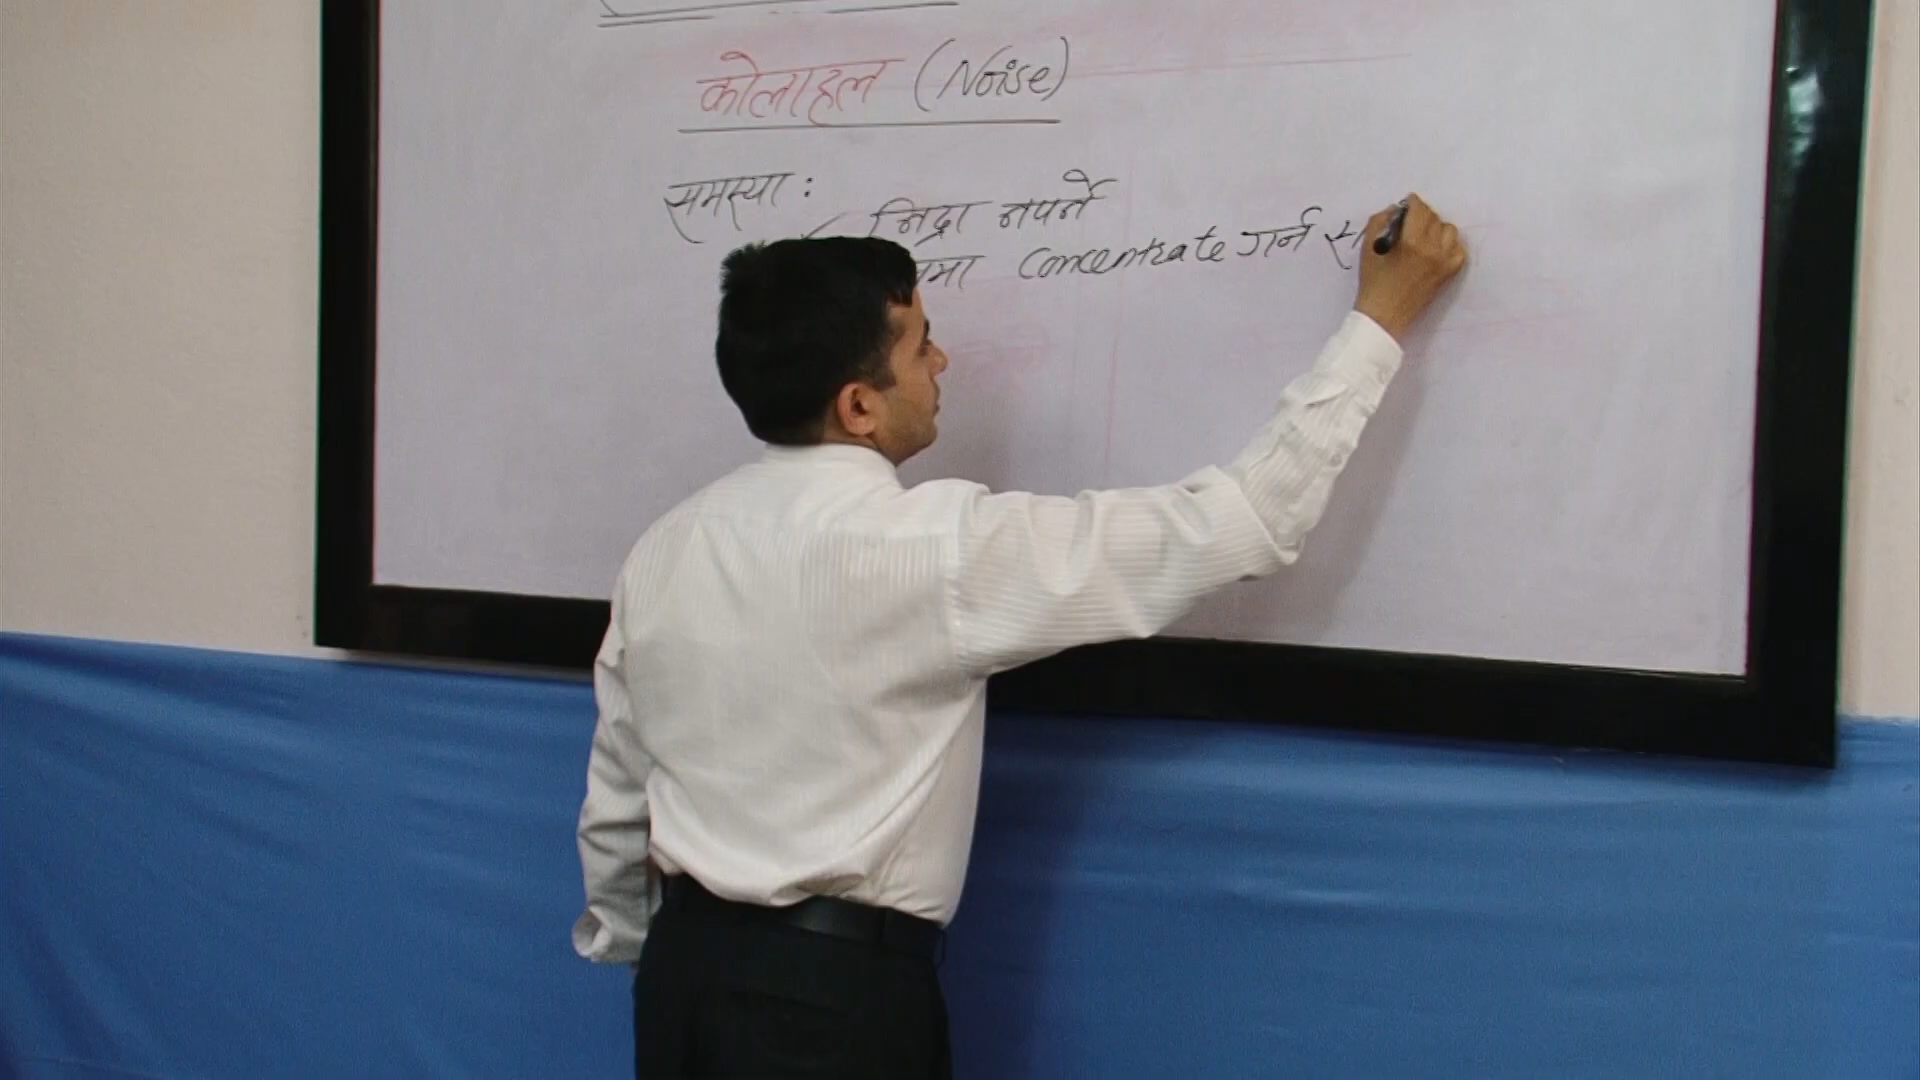 कोलाहल (Noise)
समस्या :
✓ निद्रा नपर्ने
Concentrate गर्न